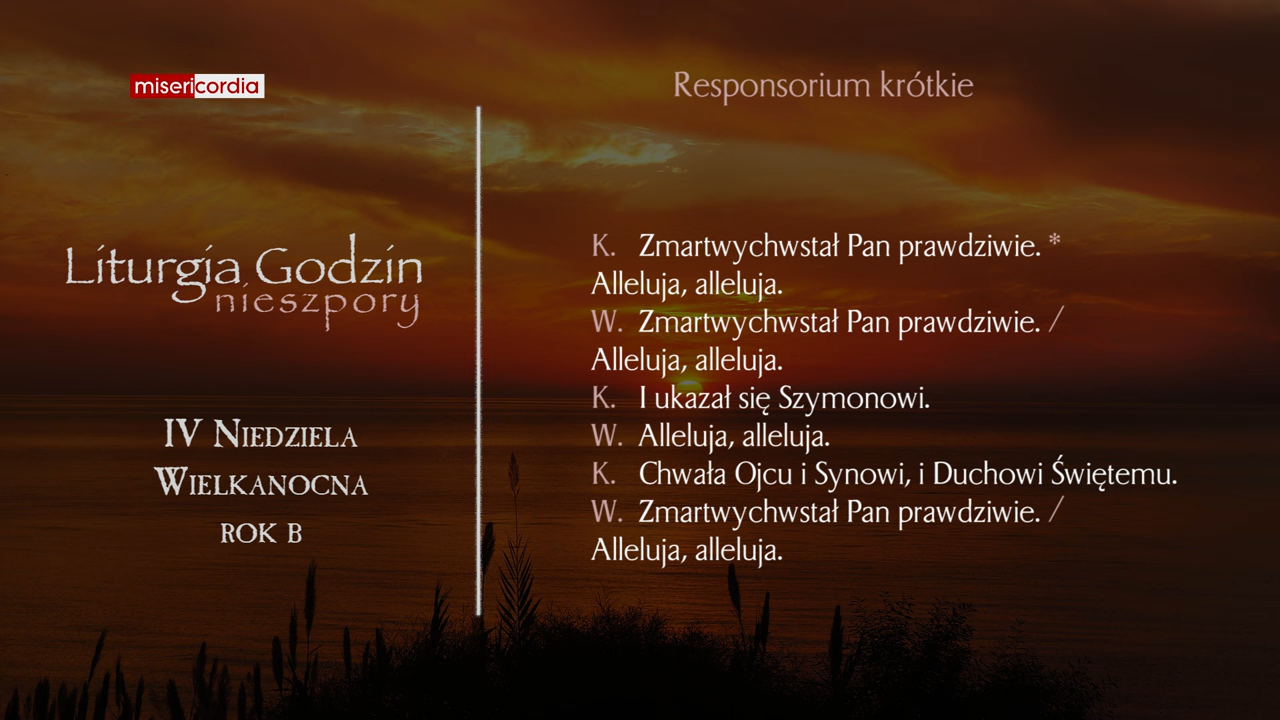 misericordia
Liturgia Godzin
nieszpory
IV Niedziela
Wielkanocna
rok B
Responsorium krótkie
K. Zmartwychwstał Pan prawdziwie. *
Alleluja, alleluja.
W. Zmartwychwstał Pan prawdziwie. /
Alleluja, alleluja.
K. I ukazał się Szymonowi.
W. Alleluja, alleluja.
K. Chwała Ojcu i Synowi, i Duchowi Świętemu.
W. Zmartwychwstał Pan prawdziwie. /
Alleluja, alleluja.